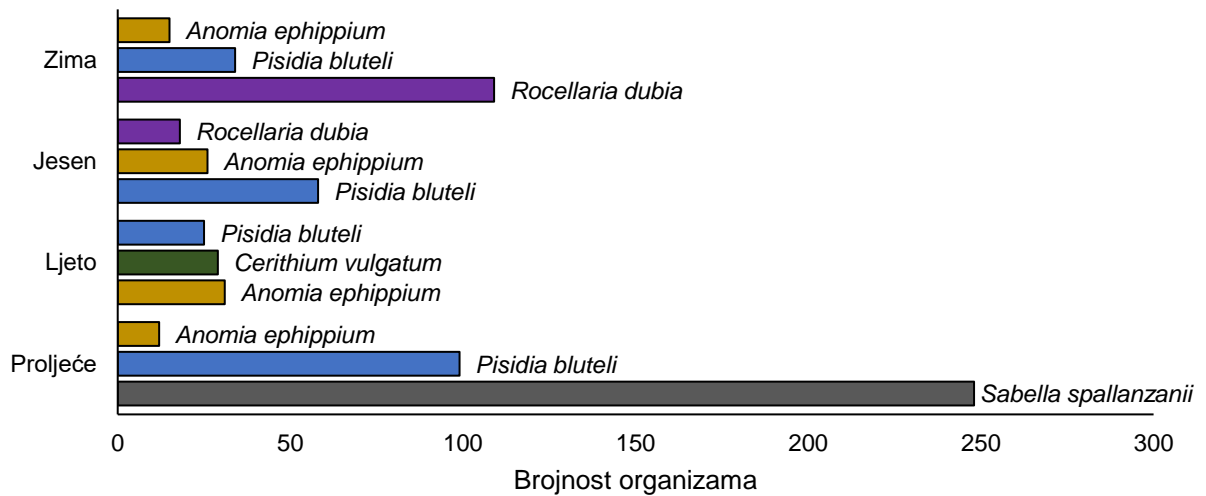 Anomia ephippium
Zima
Pisidia bluteli
Rocellaria dubia
Rocellaria dubia
Jesen
Anomia ephippium
Pisidia bluteli
Pisidia bluteli
Ljeto
Cerithium vulgatum
Anomia ephippium
Anomia ephippium
Proljeće
Pisidia bluteli
Sabella spallanzanii
0 50 100 150 200 250 300
Brojnost organizama